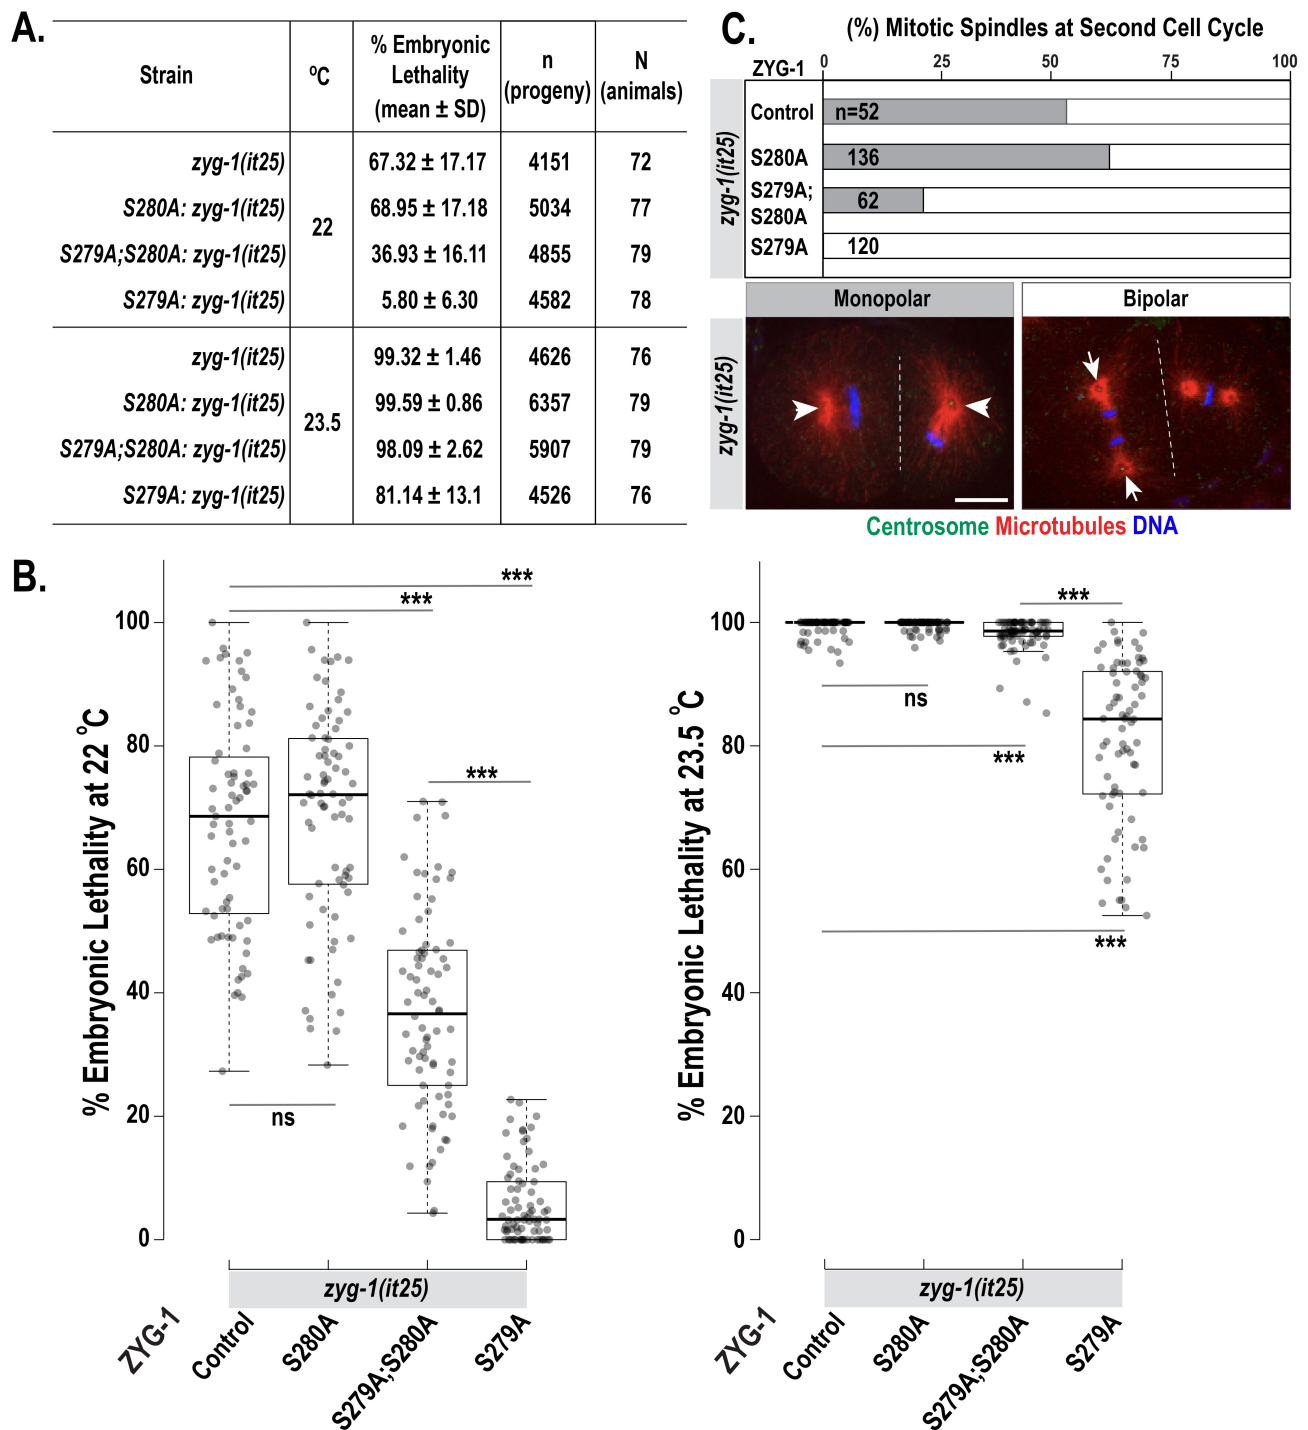 A.
Strain ºC % Embryonic Lethality (mean ± SD) n (progeny) N (animals)
zyg-1(it25) 22 67.32 ± 17.17 4151 72
S280A: zyg-1(it25) 68.95 ± 17.18 5034 77
S279A;S280A: zyg-1(it25) 36.93 ± 16.11 4855 79
S279A: zyg-1(it25) 5.80 ± 6.30 4582 78
zyg-1(it25) 23.5 99.32 ± 1.46 4626 76
S280A: zyg-1(it25) 99.59 ± 0.86 6357 79
S279A;S280A: zyg-1(it25) 98.09 ± 2.62 5907 79
S279A: zyg-1(it25) 81.14 ± 13.1 4526 76
C.
(%) Mitotic Spindles at Second Cell Cycle
ZYG-1 0 25 50 75 100
zyg-1(it25)
Control n=52
S280A 136
S279A;
S280A 62
S279A 120
Monopolar Bipolar
zyg-1(it25)
Centrosome Microtubules DNA
B.
% Embryonic Lethality at 22 ºC
100
80
60
40
20
0
***
***
***
ns
zyg-1(it25)
ZYG-1 Control S280A S279A;S280A S279A
% Embryonic Lethality at 23.5 ºC
100
80
60
40
20
0
***
ns
***
***
zyg-1(it25)
ZYG-1 Control S280A S279A;S280A S279A